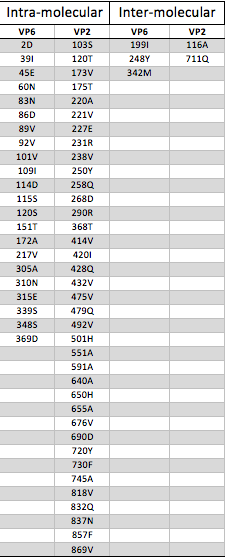 Intra-molecular Inter-molecular
VP6 VP2 VP6 VP2
2D 103S 199I 116A
39I 120T 248Y 711Q
45E 173V 342M
60N 175T
83N 220A
86D 221V
89V 227E
92V 231R
101V 238V
109I 250Y
114D 258Q
115S 268D
120S 290R
151T 368T
172A 414V
217V 420I
305A 428Q
310N 432V
315E 475V
339S 479Q
348S 492V
369D 501H
551A
591A
640A
650H
655A
676V
690D
720Y
730F
745A
818V
832Q
837N
857F
869V